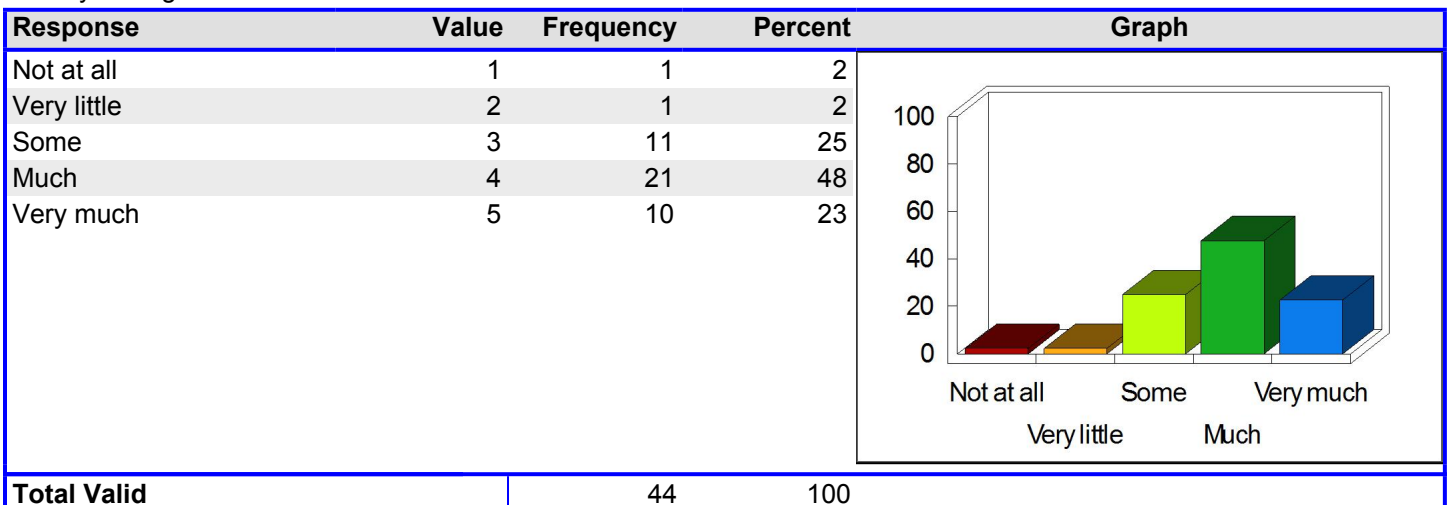 Response Value Frequency Percent Graph
Not at all 1 1 2
Very little 2 1 2
Some 3 11 25
Much 4 21 48
Very much 5 10 23
100
80
60
40
20
0
Not at all Some Very much
Very little Much
Total Valid 44 100